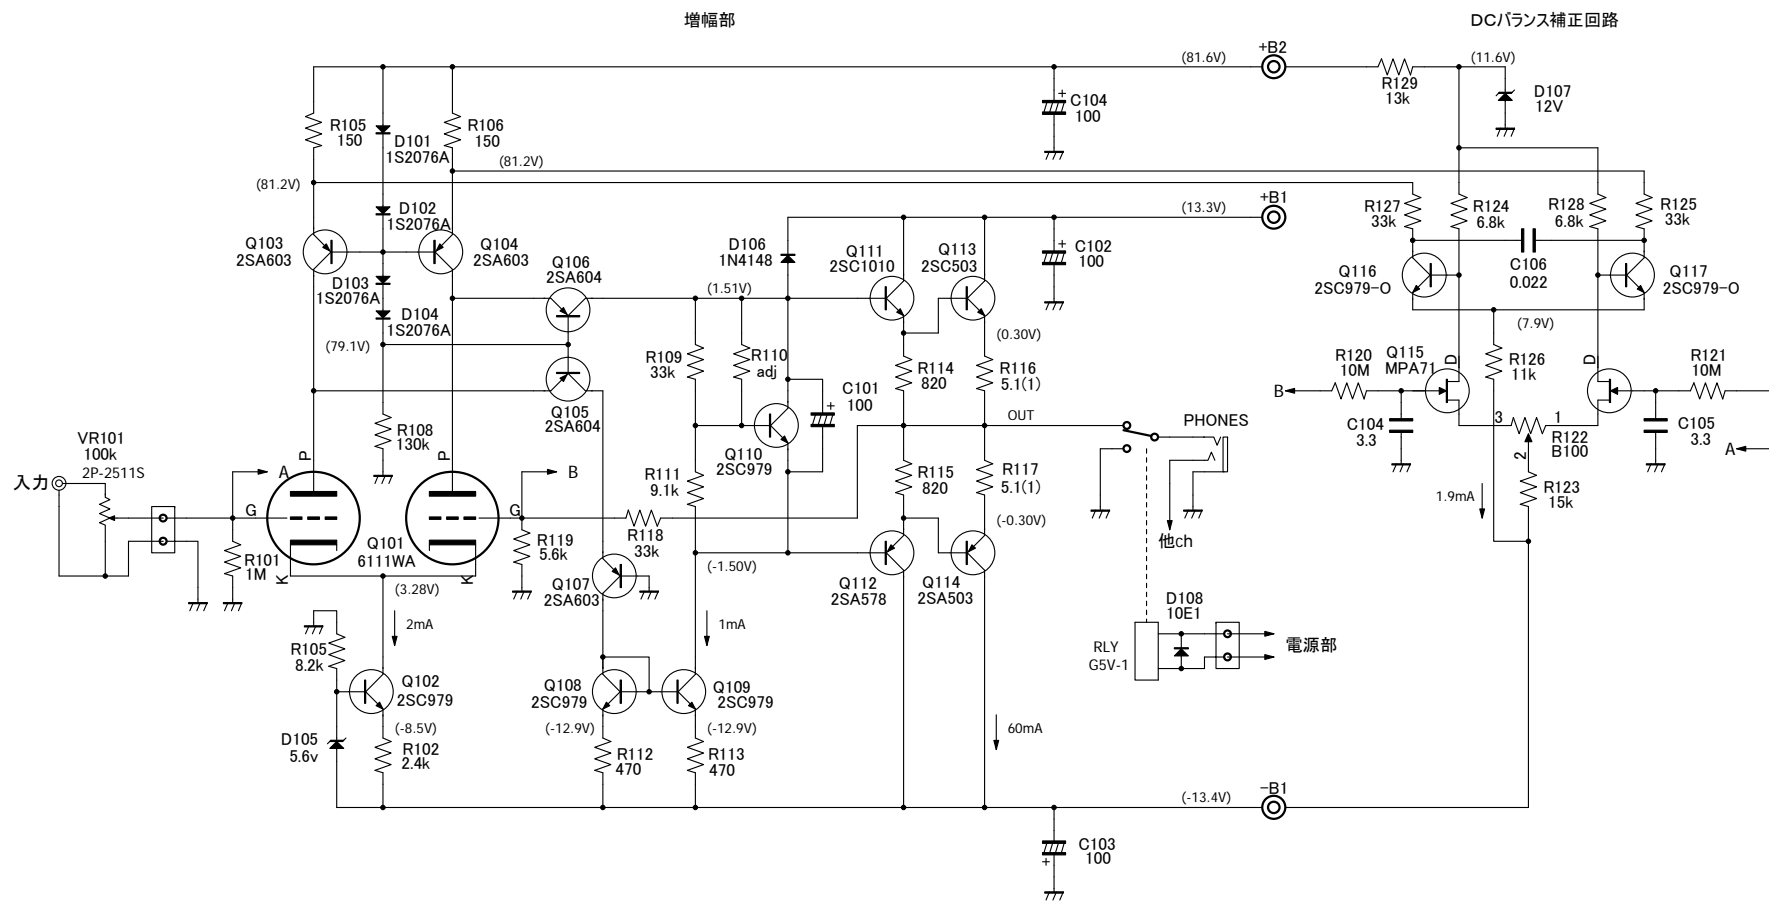 増幅部
DCバランス補正回路
+B2
(81.6V)
(11.6V)
R129
13k
D107
12V
C104
100
R105
150
D101
1S2076A
R106
150
(81.2V)
(81.2V)
D102
1S2076A
+B1
(13.3V)
R127
33k
R124
6.8k
R128
6.8k
R125
33k
Q103
2SA603
Q104
2SA603
Q106
2SA604
D106
1N4148
Q111
2SC1010
Q113
2SC503
C102
100
C106
0.022
Q116
2SC979-O
Q117
2SC979-O
D103
1S2076A
D104
1S2076A
(1.51V)
(7.9V)
(79.1V)
(0.30V)
R109
33k
R110
adj
R114
820
R116
5.1(1)
R120
10M
Q115
MPA71
D
R126
11k
D
R121
10M
Q105
2SA604
C101
100
B
OUT
PHONES
C104
3.3
3
1
R122
B100
2
C105
3.3
A
VR101
100k
2P-2511S
R108
130k
Q110
2SC979
入力
P
A
P
B
G
G
R111
9.1k
R115
820
R117
5.1(1)
1.9mA
R123
15k
R118
33k
(-0.30V)
他ch
R101
1M
K
Q101
6111WA
K
R119
5.6k
(3.28V)
Q107
2SA603
(-1.50V)
Q112
2SA578
Q114
2SA503
D108
10E1
2mA
1mA
RLY
G5V-1
電源部
R105
8.2k
Q102
2SC979
Q108
2SC979
Q109
2SC979
(-8.5V)
(-12.9V)
(-12.9V)
60mA
D105
5.6v
R102
2.4k
R112
470
R113
470
-B1
(-13.4V)
C103
100